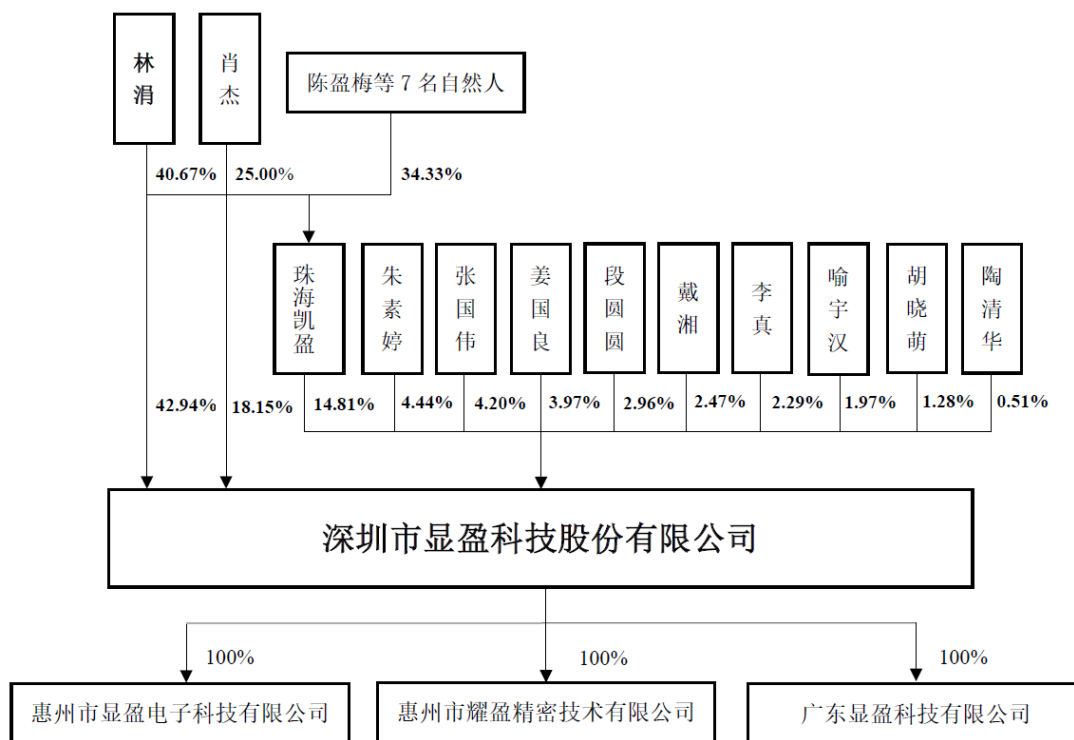 林涓
肖杰
陈盈梅等 7 名自然人
40.67%
25.00%
34.33%
珠海凯盈
朱素婷
张国伟
姜国良
段圆圆
戴湘
李真
喻宇汉
胡晓萌
陶清华
42.94%
18.15%
14.81%
4.44%
4.20%
3.97%
2.96%
2.47%
2.29%
1.97%
1.28%
0.51%
深圳市显盈科技股份有限公司
100%
100%
100%
惠州市显盈电子科技有限公司
惠州市耀盈精密技术有限公司
广东显盈科技有限公司